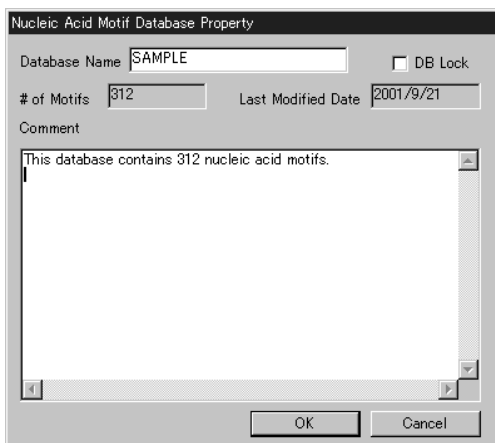 Nucleic Acid Motif Database Property
Database Name SAMPLE DB Lock
# of Motifs 312 Last Modified Date 2001/9/21
Comment
This database contains 312 nucleic acid motifs.
OK Cancel